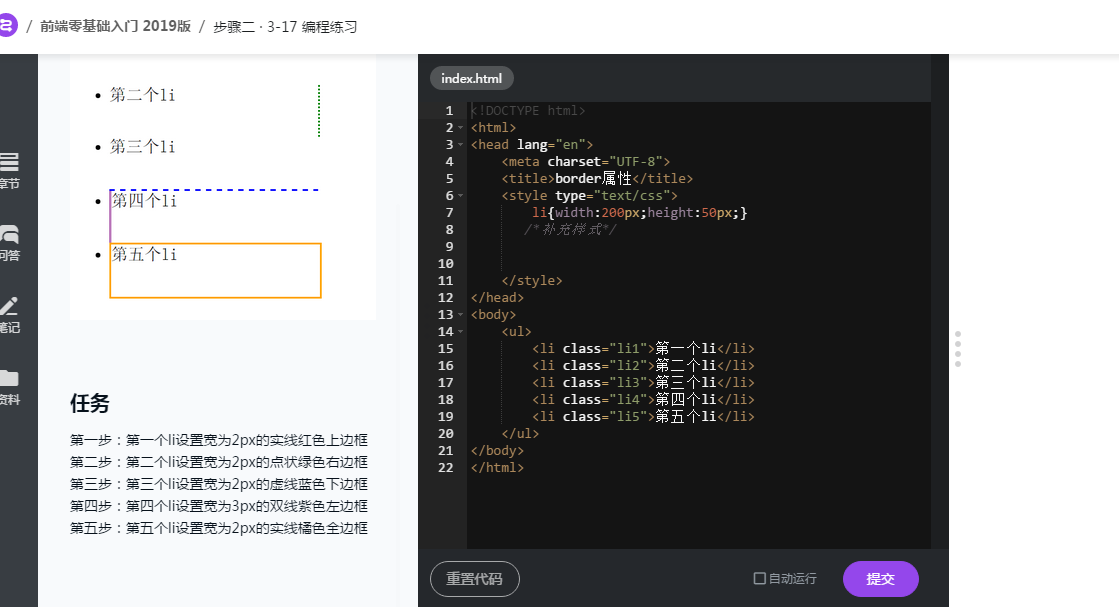 / 前端零基础入门 2019版 / 步骤二 · 3-17 编程练习
章节
问答
笔记
资料
第二个li
第三个li
第四个li
第五个li
任务
第一步：第一个li设置宽为2px的实线红色上边框
第二步：第二个li设置宽为2px的点状绿色右边框
第三步：第三个li设置宽为2px的虚线蓝色下边框
第四步：第四个li设置宽为3px的双线紫色左边框
第五步：第五个li设置宽为2px的实线橘色全边框
index.html
1 <!DOCTYPE html>
2 <html>
3 <head lang="en">
4 <meta charset="UTF-8">
5 <title>border属性</title>
6 <style type="text/css">
7 li{width:200px;height:50px;}
8 /*补充样式*/
9
10
11 </style>
12 </head>
13 <body>
14 <ul>
15 <li class="li1">第一个li</li>
16 <li class="li2">第二个li</li>
17 <li class="li3">第三个li</li>
18 <li class="li4">第四个li</li>
19 <li class="li5">第五个li</li>
20 </ul>
21 </body>
22 </html>
重置代码
自动运行
提交